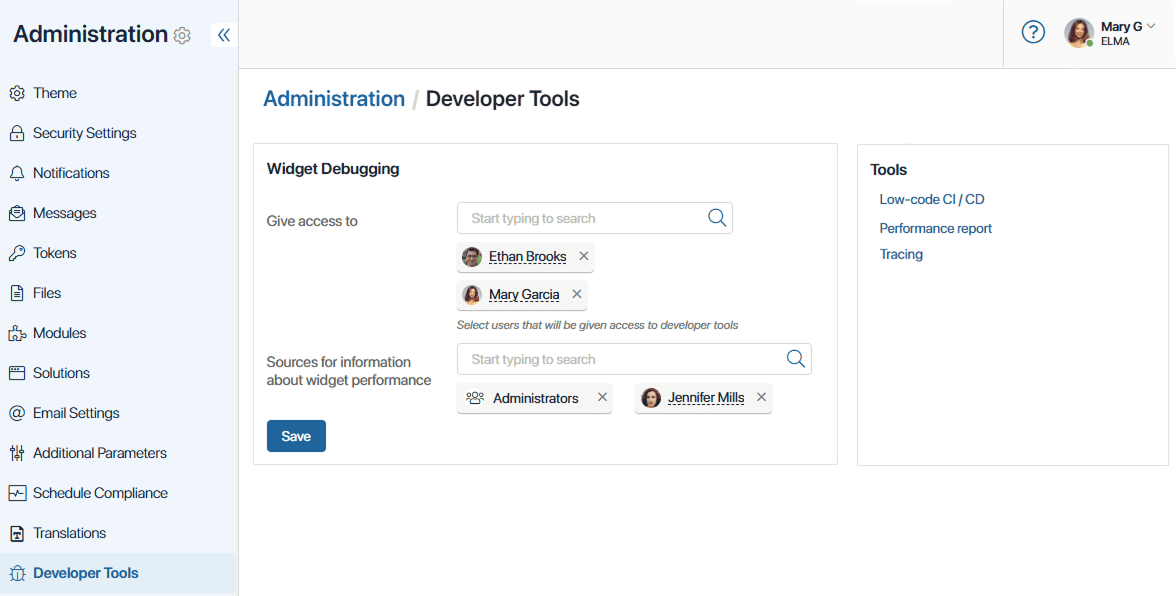 Administration
Theme
Security Settings
Notifications
Messages
Tokens
Files
Modules
Solutions
Email Settings
Additional Parameters
Schedule Compliance
Translations
Developer Tools
?
Mary G
ELMA
Administration / Developer Tools
Widget Debugging
Give access to
Start typing to search
Ethan Brooks
Mary Garcia
Select users that will be given access to developer tools
Sources for information
about widget performance
Start typing to search
Administrators
Jennifer Mills
Save
Tools
Low-code CI / CD
Performance report
Tracing